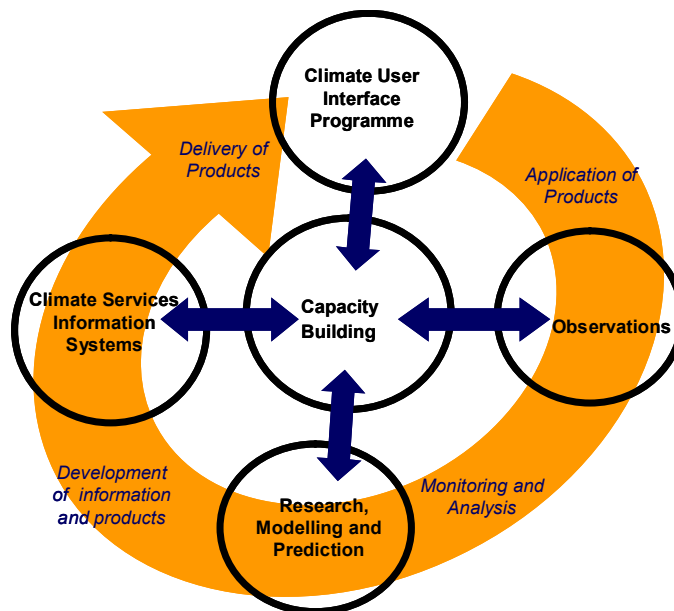 Climate User
Interface
Programme
Delivery of
Products
Application of
Products
Climate Services
Information
Systems
Capacity
Building
Observations
Development
of information
and products
Research,
Modelling and
Prediction
Monitoring and
Analysis